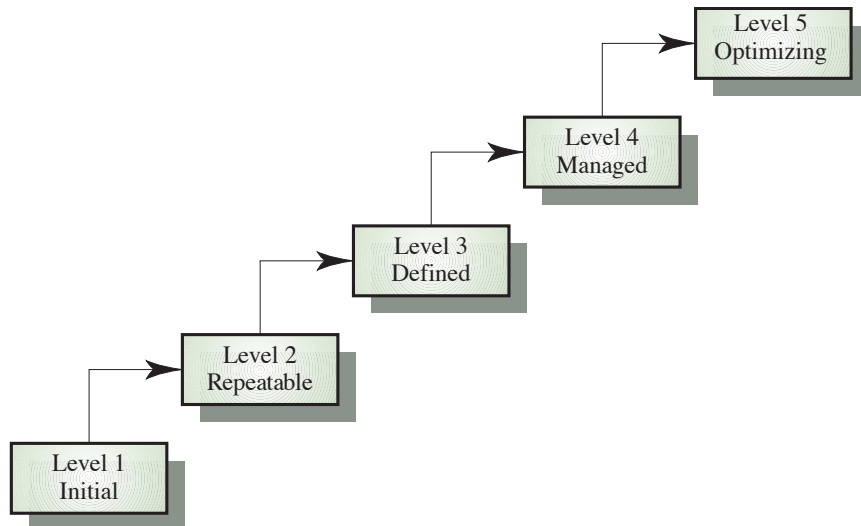 Level 5
Optimizing
Level 4
Managed
Level 3
Defined
Level 2
Repeatable
Level 1
Initial